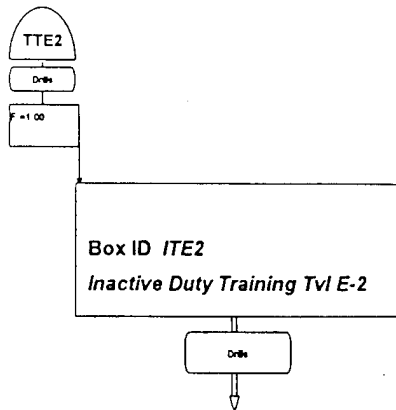 TTE2
Drills
F =1.00
Box ID ITE2
Inactive Duty Training Tvl E-2
Drills